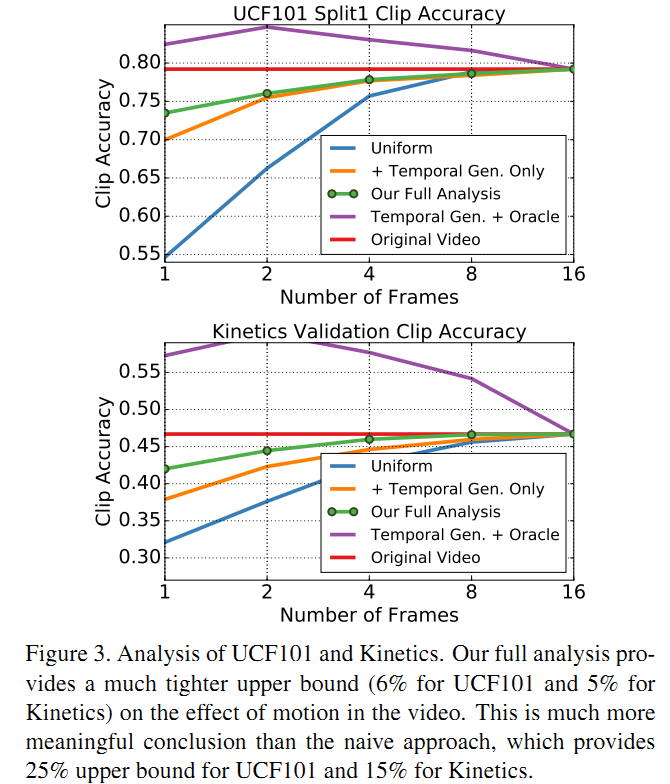 UCF101 Split1 Clip Accuracy
0.80
0.75
0.70
0.65
0.60
0.55
Clip Accuracy
Uniform
+ Temporal Gen. Only
Our Full Analysis
Temporal Gen. + Oracle
Original Video
1 2 4 8 16
Number of Frames
Kinetics Validation Clip Accuracy
0.55
0.50
0.45
0.40
0.35
0.30
Clip Accuracy
Uniform
+ Temporal Gen. Only
Our Full Analysis
Temporal Gen. + Oracle
Original Video
1 2 4 8 16
Number of Frames
Figure 3. Analysis of UCF101 and Kinetics. Our full analysis pro-
vides a much tighter upper bound (6% for UCF101 and 5% for
Kinetics) on the effect of motion in the video. This is much more
meaningful conclusion than the naive approach, which provides
25% upper bound for UCF101 and 15% for Kinetics.